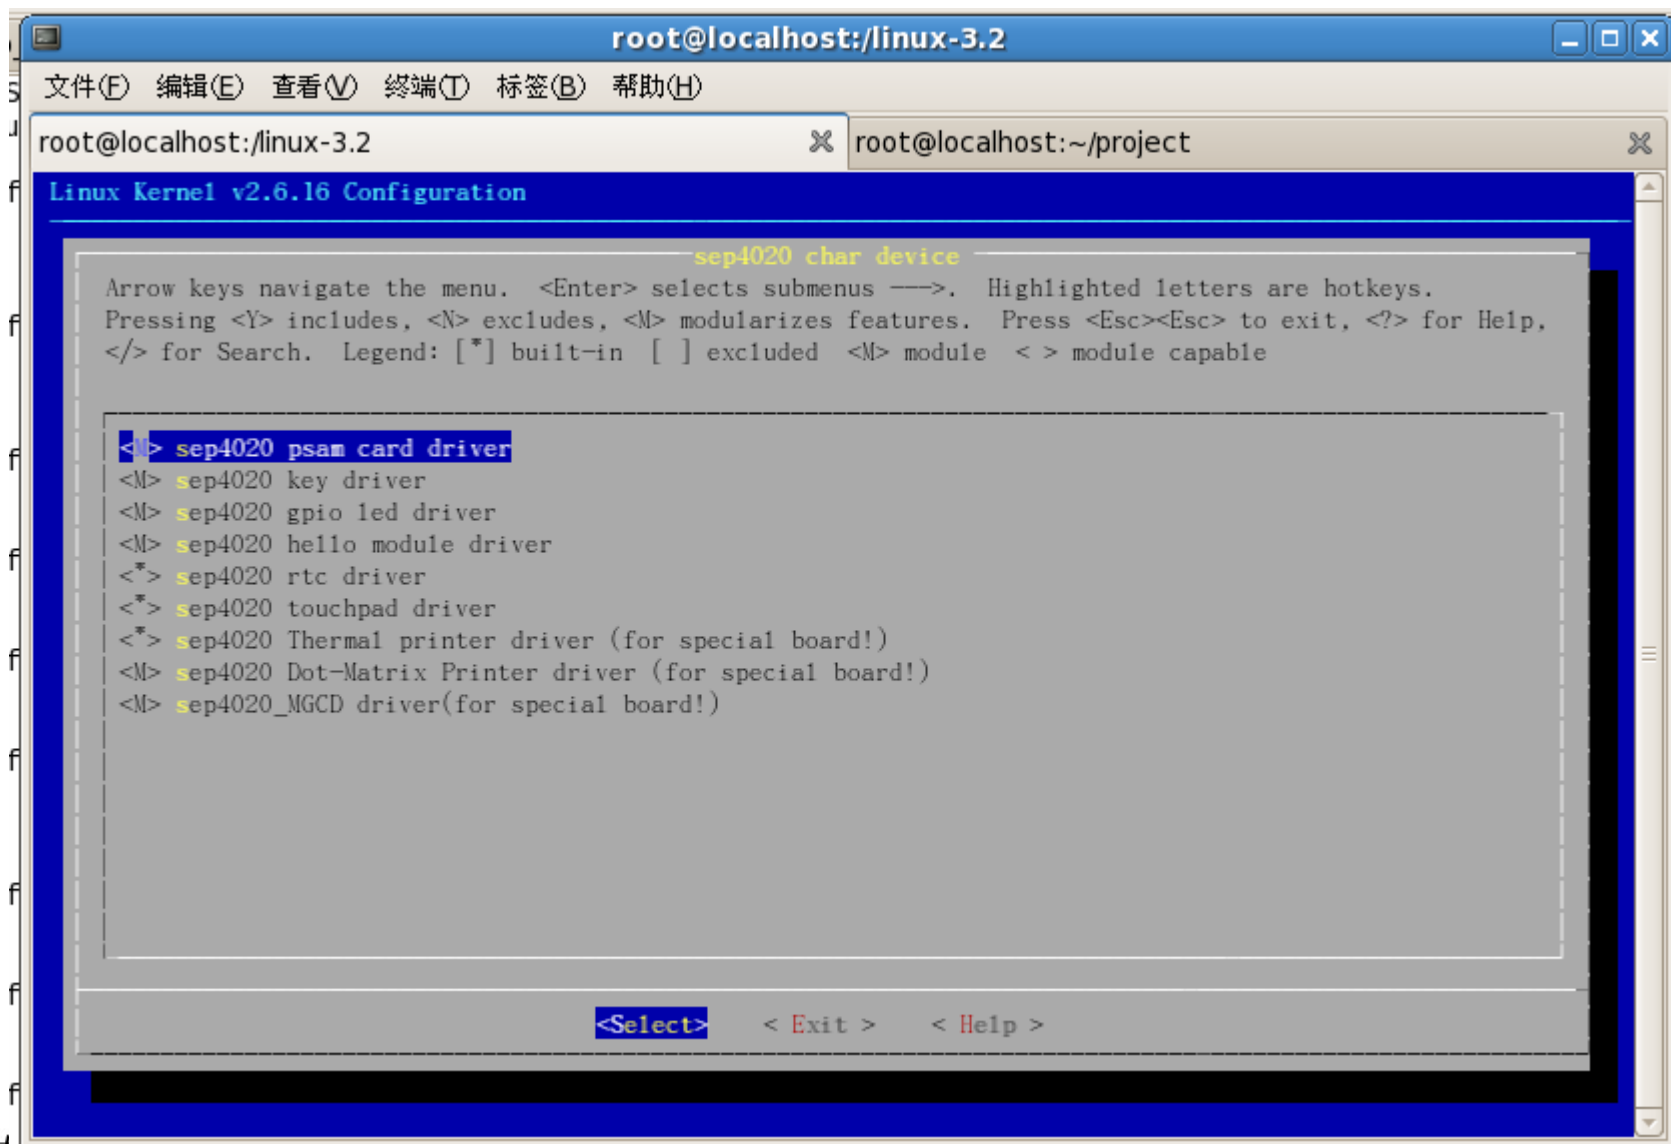 root@localhost:/linux-3.2
文件(F) 编辑(E) 查看(V) 终端(T) 标签(B) 帮助(H)
root@localhost:/linux-3.2 root@localhost:~/project
Linux Kernel v2.6.16 Configuration
sep4020 char device
Arrow keys navigate the menu. <Enter> selects submenus --->. Highlighted letters are hotkeys.
Pressing <Y> includes, <N> excludes, <M> modularizes features. Press <Esc><Esc> to exit, <?> for Help,
</> for Search. Legend: [*] built-in [ ] excluded <M> module < > module capable
<M> sep4020 psam card driver
<M> sep4020 key driver
<M> sep4020 gpio led driver
<M> sep4020 hello module driver
<*> sep4020 rtc driver
<*> sep4020 touchpad driver
<*> sep4020 Thermal printer driver (for special board!)
<M> sep4020 Dot-Matrix Printer driver (for special board!)
<M> sep4020_MGCD driver(for special board!)
<Select> < Exit > < Help >